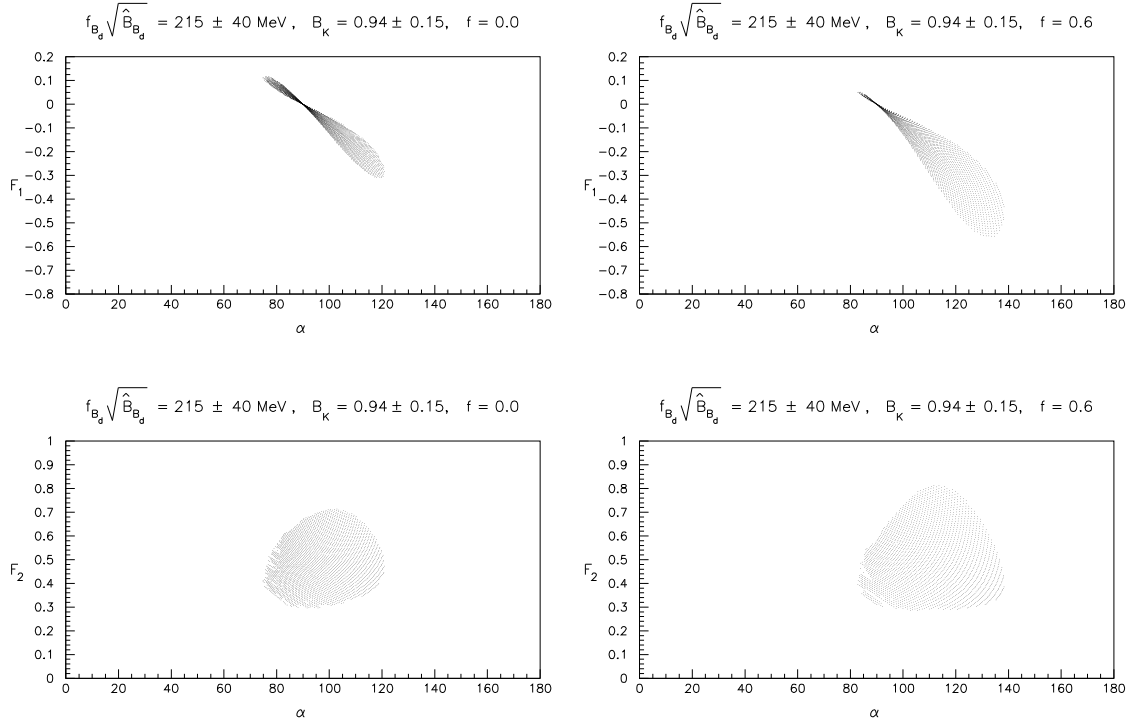 f_{B_d} √B̂_{B_d} = 215 ± 40 MeV , B_K = 0.94 ± 0.15, f = 0.0
0.2
0.1
0
−0.1
−0.2
−0.3
−0.4
−0.5
−0.6
−0.7
−0.8
F_1
0 20 40 60 80 100 120 140 160 180
α
f_{B_d} √B̂_{B_d} = 215 ± 40 MeV , B_K = 0.94 ± 0.15, f = 0.6
0.2
0.1
0
−0.1
−0.2
−0.3
−0.4
−0.5
−0.6
−0.7
−0.8
F_1
0 20 40 60 80 100 120 140 160 180
α
f_{B_d} √B̂_{B_d} = 215 ± 40 MeV , B_K = 0.94 ± 0.15, f = 0.0
1
0.9
0.8
0.7
0.6
0.5
0.4
0.3
0.2
0.1
0
F_2
0 20 40 60 80 100 120 140 160 180
α
f_{B_d} √B̂_{B_d} = 215 ± 40 MeV , B_K = 0.94 ± 0.15, f = 0.6
1
0.9
0.8
0.7
0.6
0.5
0.4
0.3
0.2
0.1
0
F_2
0 20 40 60 80 100 120 140 160 180
α